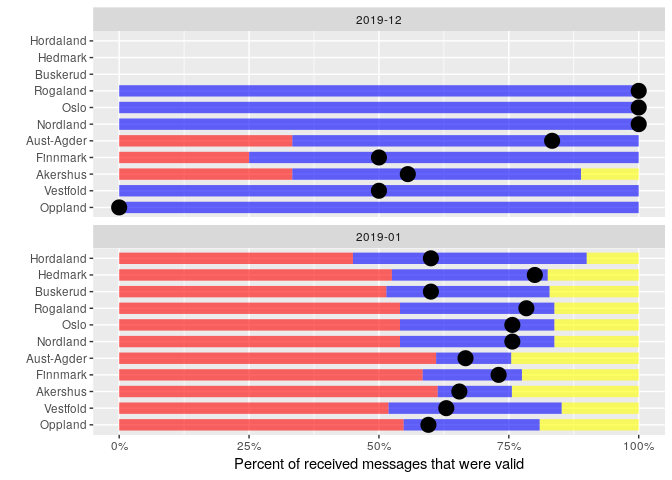 2019-12
Hordaland
Hedmark
Buskerud
Rogaland
Oslo
Nordland
Aust-Agder
Finnmark
Akershus
Vestfold
Oppland
2019-01
Hordaland
Hedmark
Buskerud
Rogaland
Oslo
Nordland
Aust-Agder
Finnmark
Akershus
Vestfold
Oppland
0% 25% 50% 75% 100%
Percent of received messages that were valid